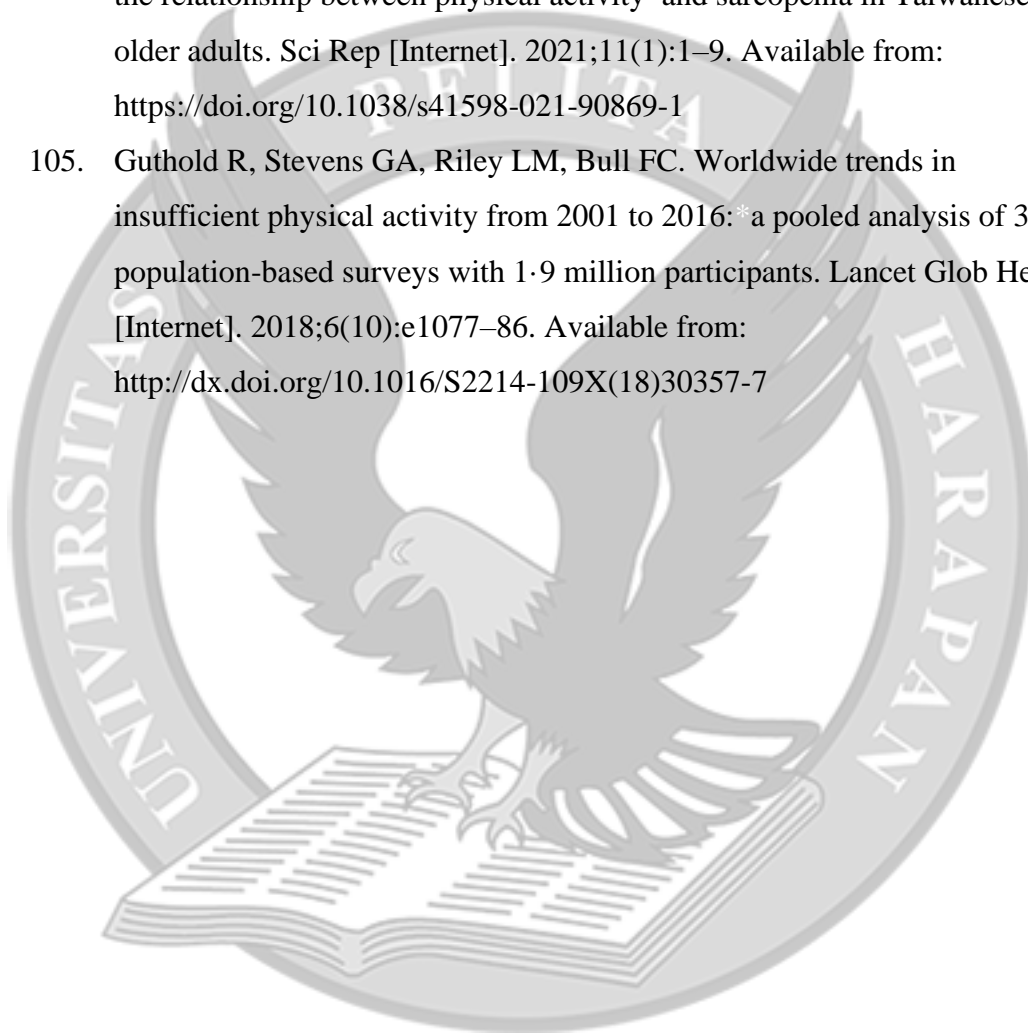 the relationship between physical activity and sarcopenia in Taiwanese
older adults. Sci Rep [Internet]. 2021;11(1):1–9. Available from:
https://doi.org/10.1038/s41598-021-90869-1
105. Guthold R, Stevens GA, Riley LM, Bull FC. Worldwide trends in
insufficient physical activity from 2001 to 2016: a pooled analysis of
population-based surveys with 1·9 million participants. Lancet Glob
[Internet]. 2018;6(10):e1077–86. Available from:
http://dx.doi.org/10.1016/S2214-109X(18)30357-7
UNIVERSITAS PELITA HARAPAN